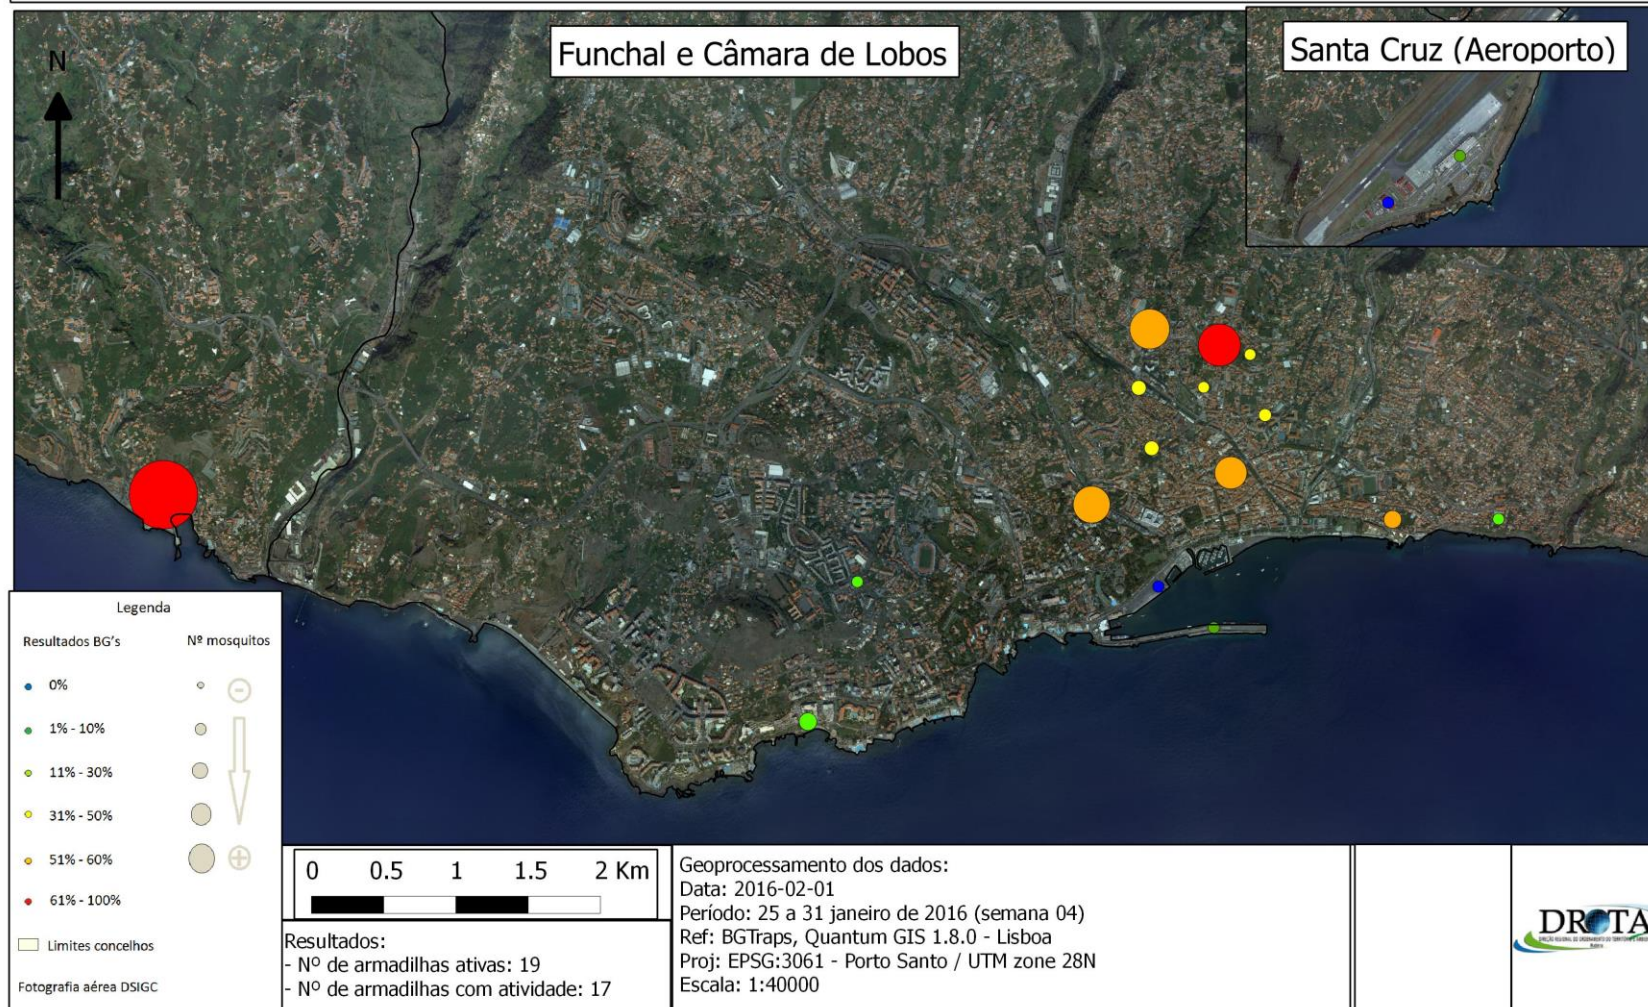 Funchal e Câmara de Lobos
Santa Cruz (Aeroporto)
N
Legenda
Resultados BG's
Nº mosquitos
0%
1% - 10%
11% - 30%
31% - 50%
51% - 60%
61% - 100%
Limites concelhos
Fotografia aérea DSIGC
0 0.5 1 1.5 2 Km
Resultados:
- Nº de armadilhas ativas: 19
- Nº de armadilhas com atividade: 17
Geoprocessamento dos dados:
Data: 2016-02-01
Período: 25 a 31 janeiro de 2016 (semana 04)
Ref: BGTraps, Quantum GIS 1.8.0 - Lisboa
Proj: EPSG:3061 - Porto Santo / UTM zone 28N
Escala: 1:40000
DROTA